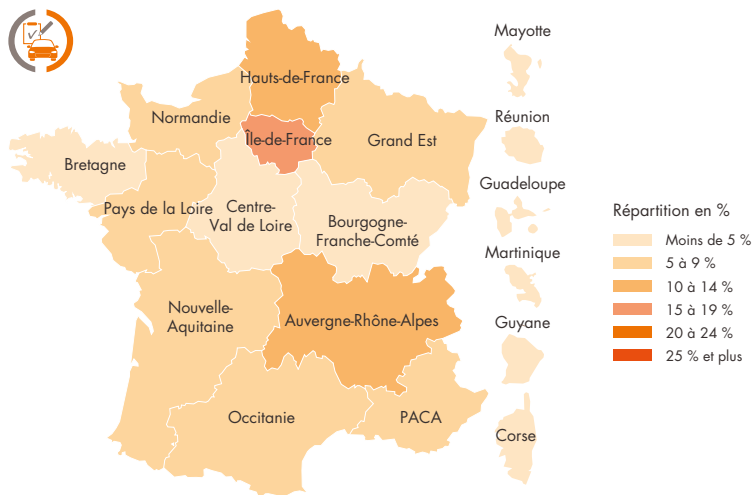 Mayotte
Hauts-de-France
Normandie
Réunion
Île-de-France
Grand Est
Bretagne
Guadeloupe
Pays de la Loire
Centre-
Val de Loire
Bourgogne-
Franche-Comté
Martinique
Nouvelle-
Aquitaine
Auvergne-Rhône-Alpes
Guyane
Occitanie
PACA
Corse
Répartition en %
Moins de 5 %
5 à 9 %
10 à 14 %
15 à 19 %
20 à 24 %
25 % et plus